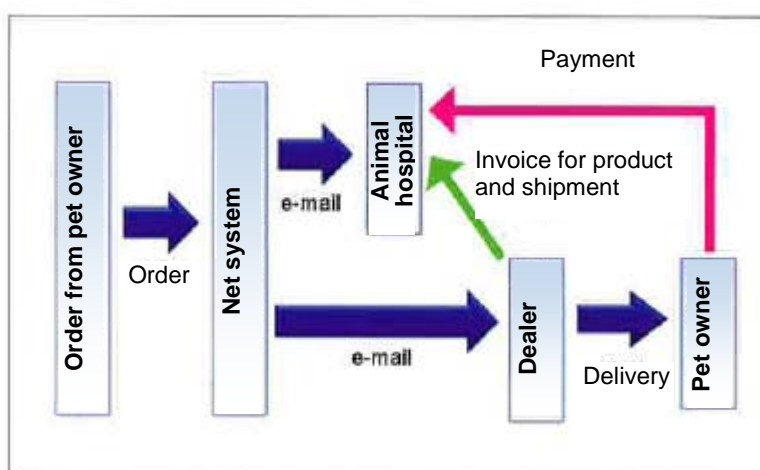 Payment
Order from pet owner
Order
Net system
e-mail
Animal
hospital
Invoice for product
and shipment
e-mail
Dealer
Delivery
Pet owner